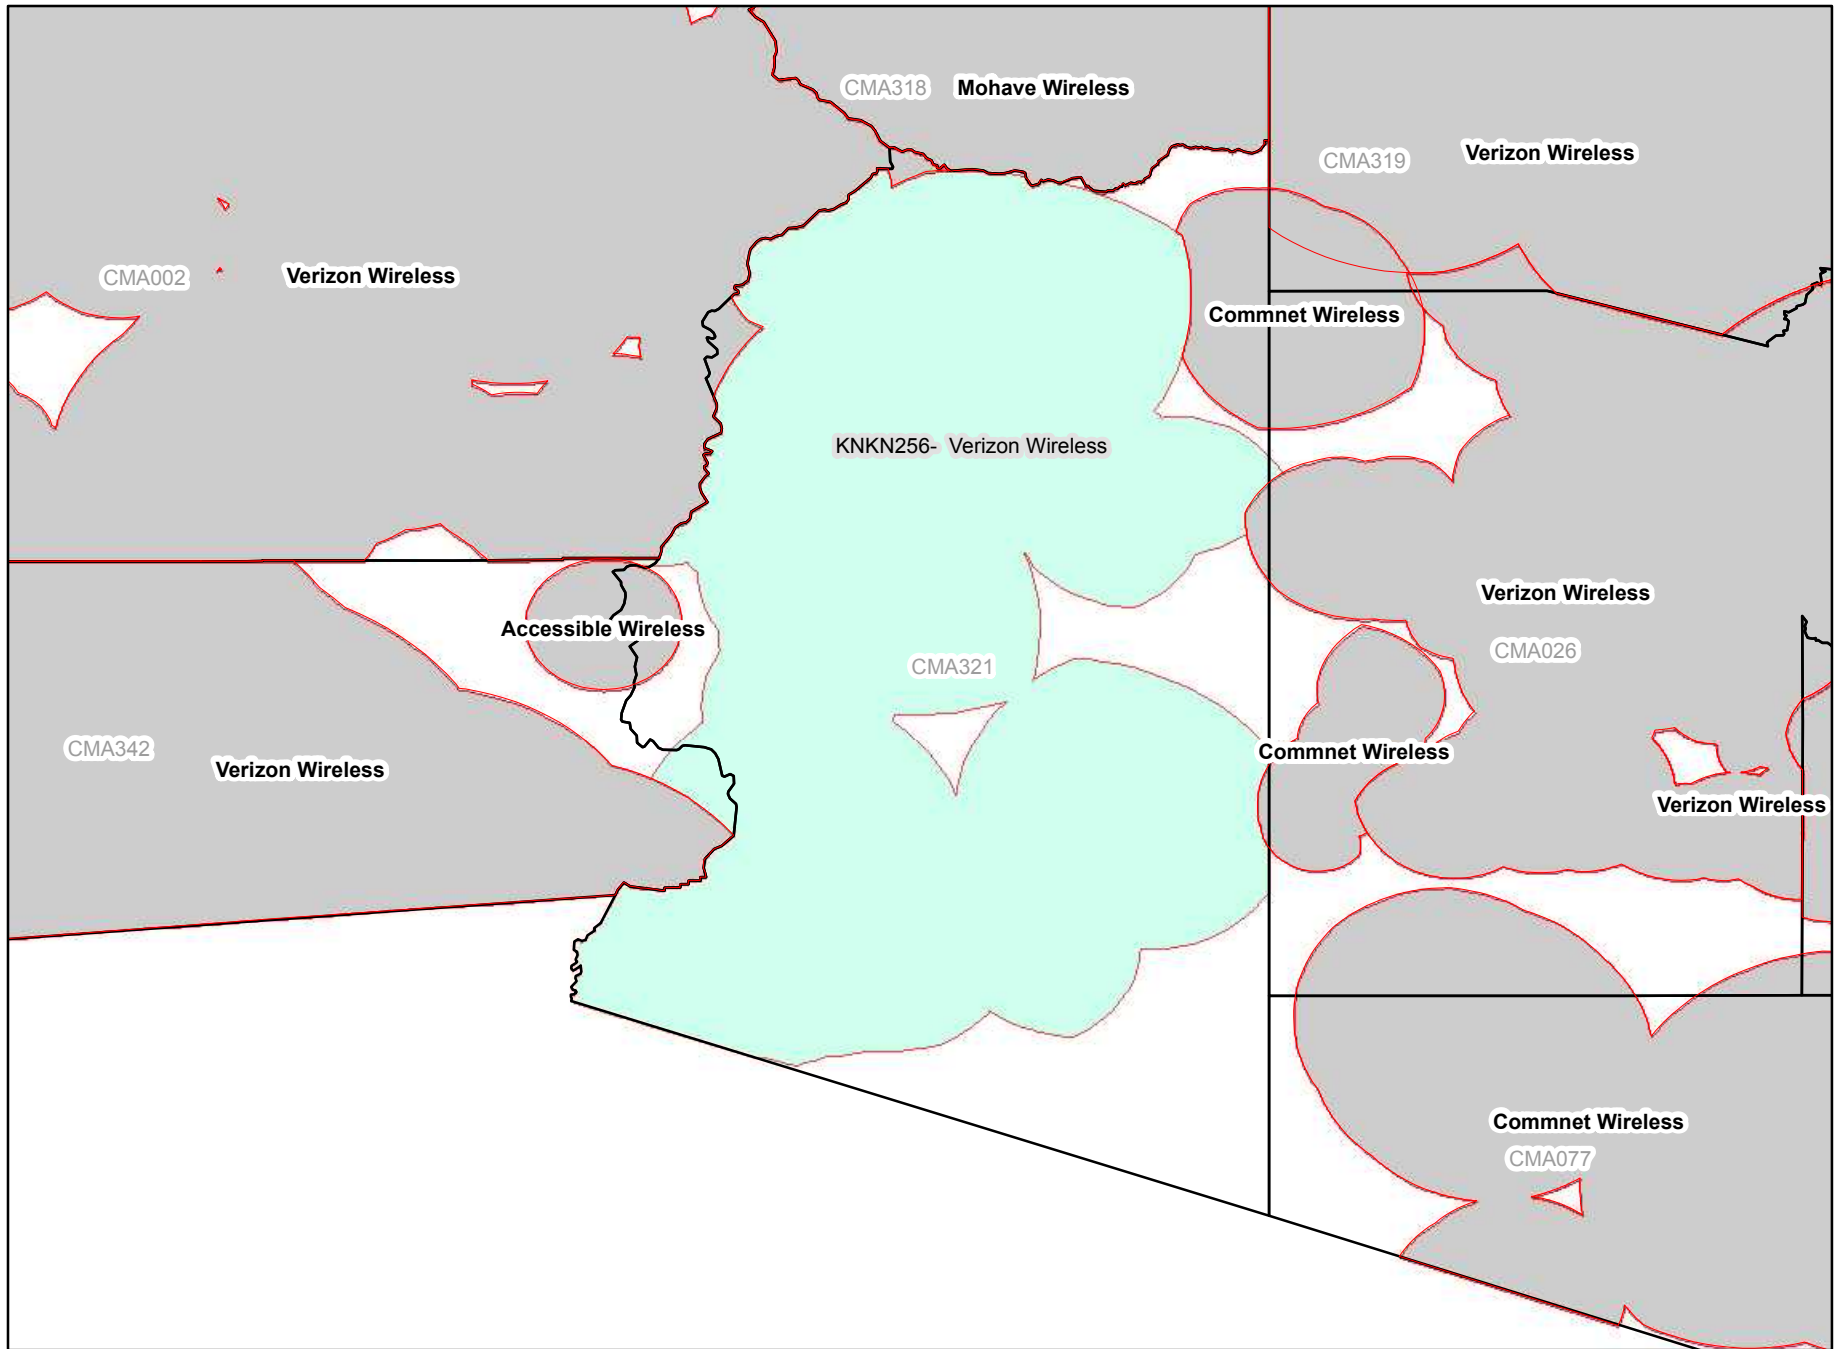 CMA318 Mohave Wireless
CMA319 Verizon Wireless
CMA002 Verizon Wireless
Commnet Wireless
KNKN256- Verizon Wireless
Verizon Wireless
Accessible Wireless
CMA026
CMA321
CMA342
Verizon Wireless
Commnet Wireless
Verizon Wireless
Commnet Wireless
CMA077